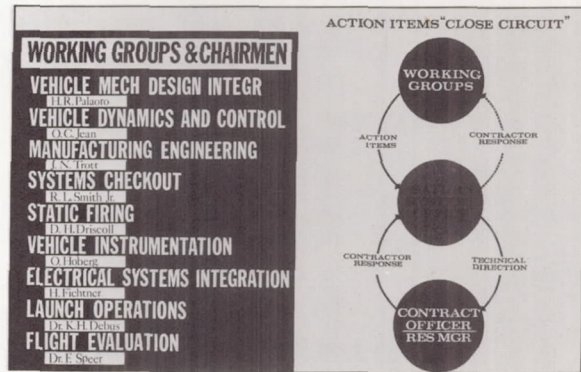 WORKING GROUPS & CHAIRMEN
VEHICLE MECH DESIGN INTEGR
H.R. Palaoro
VEHICLE DYNAMICS AND CONTROL
O.C. Jean
MANUFACTURING ENGINEERING
J.N. Trott
SYSTEMS CHECKOUT
R.L. Smith Jr.
STATIC FIRING
D.H. Driscoll
VEHICLE INSTRUMENTATION
O. Hoberg
ELECTRICAL SYSTEMS INTEGRATION
H. Fichtner
LAUNCH OPERATIONS
Dr. K.H. Debus
FLIGHT EVALUATION
Dr. F. Speer
ACTION ITEMS "CLOSE CIRCUIT"
WORKING
GROUPS
ACTION
ITEMS
CONTRACTOR
RESPONSE
CONTRACTOR
RESPONSE
TECHNICAL
DIRECTION
CONTRACT
OFFICER
RES MGR